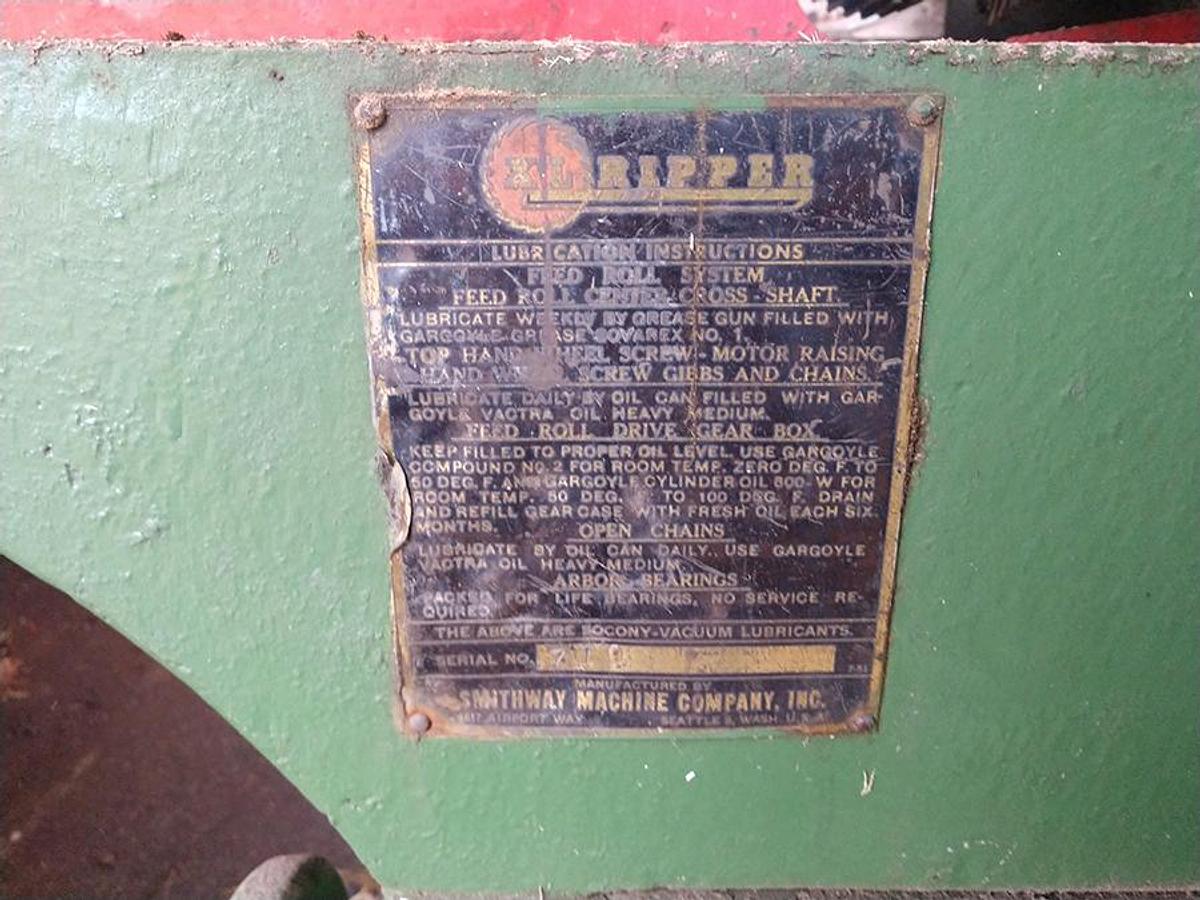 XL RIPPER
LUBRICATION INSTRUCTIONS
FEED ROLL SYSTEM
FEED ROLL CENTER CROSS-SHAFT.
LUBRICATE WEEKLY BY GREASE GUN FILLED WITH
GARGOYLE GREASE SOVAREX NO. 1.
TOP HAND WHEEL SCREW-MOTOR RAISING
HAND WHEEL SCREW GIBBS AND CHAINS.
LUBRICATE DAILY BY OIL CAN FILLED WITH GAR-
GOYLE VACTRA OIL HEAVY MEDIUM.
FEED ROLL DRIVE GEAR BOX
KEEP FILLED TO PROPER OIL LEVEL. USE GARGOYLE
COMPOUND NO. 2 FOR ROOM TEMP. ZERO DEG. F. TO
50 DEG. F. AND GARGOYLE CYLINDER OIL 600-W FOR
ROOM TEMP. 50 DEG. F. TO 100 DEG. F. DRAIN
AND REFILL GEAR CASE WITH FRESH OIL EACH SIX
MONTHS.
OPEN CHAINS
LUBRICATE BY OIL CAN DAILY. USE GARGOYLE
VACTRA OIL HEAVY MEDIUM.
ARBOR BEARINGS
PACKED FOR LIFE BEARINGS, NO SERVICE RE-
QUIRED.
THE ABOVE ARE SOCONY-VACUUM LUBRICANTS.
SERIAL NO.
MANUFACTURED BY
SMITHWAY MACHINE COMPANY, INC.
AIRPORT WAY SEATTLE 8, WASH. U.S.A.